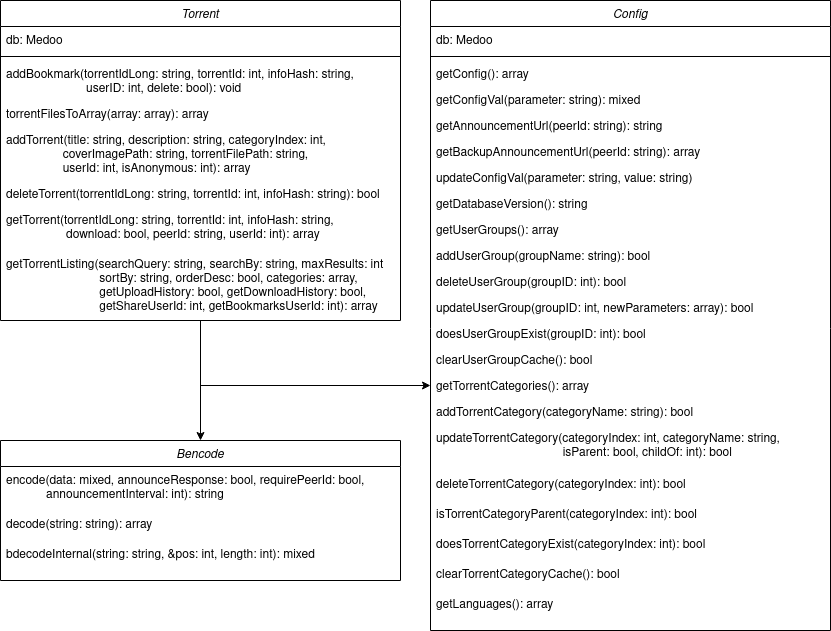 Torrent
db: Medoo
addBookmark(torrentIdLong: string, torrentId: int, infoHash: string,
userID: int, delete: bool): void
torrentFilesToArray(array: array): array
addTorrent(title: string, description: string, categoryIndex: int,
coverImagePath: string, torrentFilePath: string,
userId: int, isAnonymous: int): array
deleteTorrent(torrentIdLong: string, torrentId: int, infoHash: string): bool
getTorrent(torrentIdLong: string, torrentId: int, infoHash: string,
download: bool, peerId: string, userId: int): array
getTorrentListing(searchQuery: string, searchBy: string, maxResults: int
sortBy: string, orderDesc: bool, categories: array,
getUploadHistory: bool, getDownloadHistory: bool,
getShareUserId: int, getBookmarksUserId: int): array
Bencode
encode(data: mixed, announceResponse: bool, requirePeerId: bool,
announcementInterval: int): string
decode(string: string): array
bdecodeInternal(string: string, &pos: int, length: int): mixed
Config
db: Medoo
getConfig(): array
getConfigVal(parameter: string): mixed
getAnnouncementUrl(peerId: string): string
getBackupAnnouncementUrl(peerId: string): array
updateConfigVal(parameter: string, value: string)
getDatabaseVersion(): string
getUserGroups(): array
addUserGroup(groupName: string): bool
deleteUserGroup(groupID: int): bool
updateUserGroup(groupID: int, newParameters: array): bool
doesUserGroupExist(groupID: int): bool
clearUserGroupCache(): bool
getTorrentCategories(): array
addTorrentCategory(categoryName: string): bool
updateTorrentCategory(categoryIndex: int, categoryName: string,
isParent: bool, childOf: int): bool
deleteTorrentCategory(categoryIndex: int): bool
isTorrentCategoryParent(categoryIndex: int): bool
doesTorrentCategoryExist(categoryIndex: int): bool
clearTorrentCategoryCache(): bool
getLanguages(): array